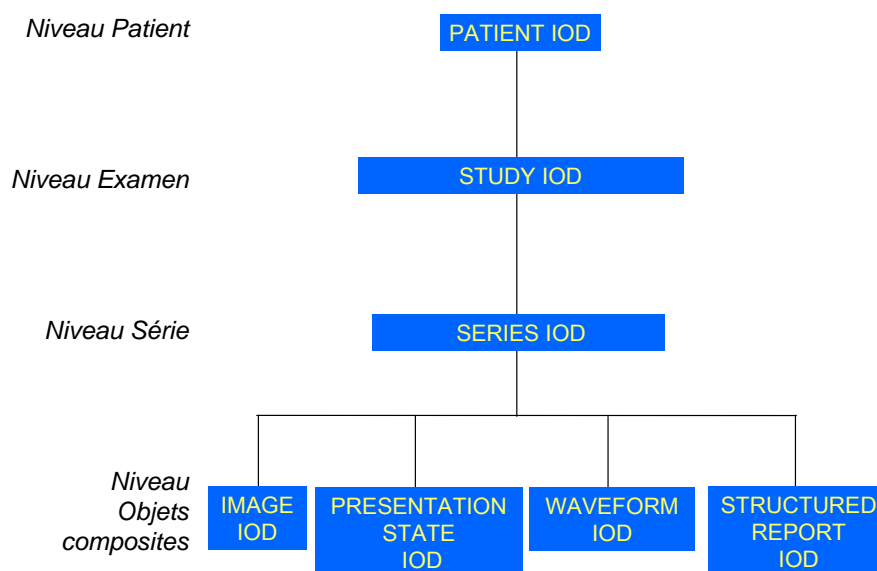 Niveau Patient
PATIENT IOD
Niveau Examen
STUDY IOD
Niveau Série
SERIES IOD
Niveau
Objets
composites
IMAGE
IOD
PRESENTATION
STATE
IOD
WAVEFORM
IOD
STRUCTURED
REPORT
IOD